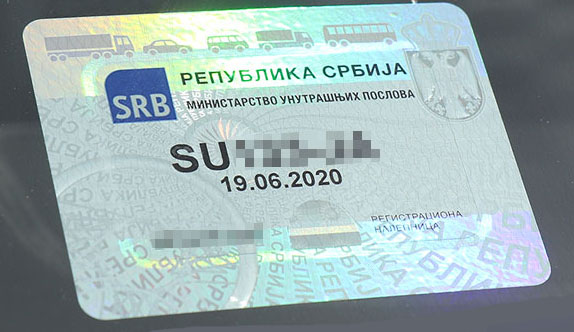 РЕПУБЛИКА СРБИЈА
SRB
МИНИСТАРСТВО УНУТРАШЊИХ ПОСЛОВА
SU
19.06.2020
РЕГИСТРАЦИОНА
НАЛЕПНИЦА